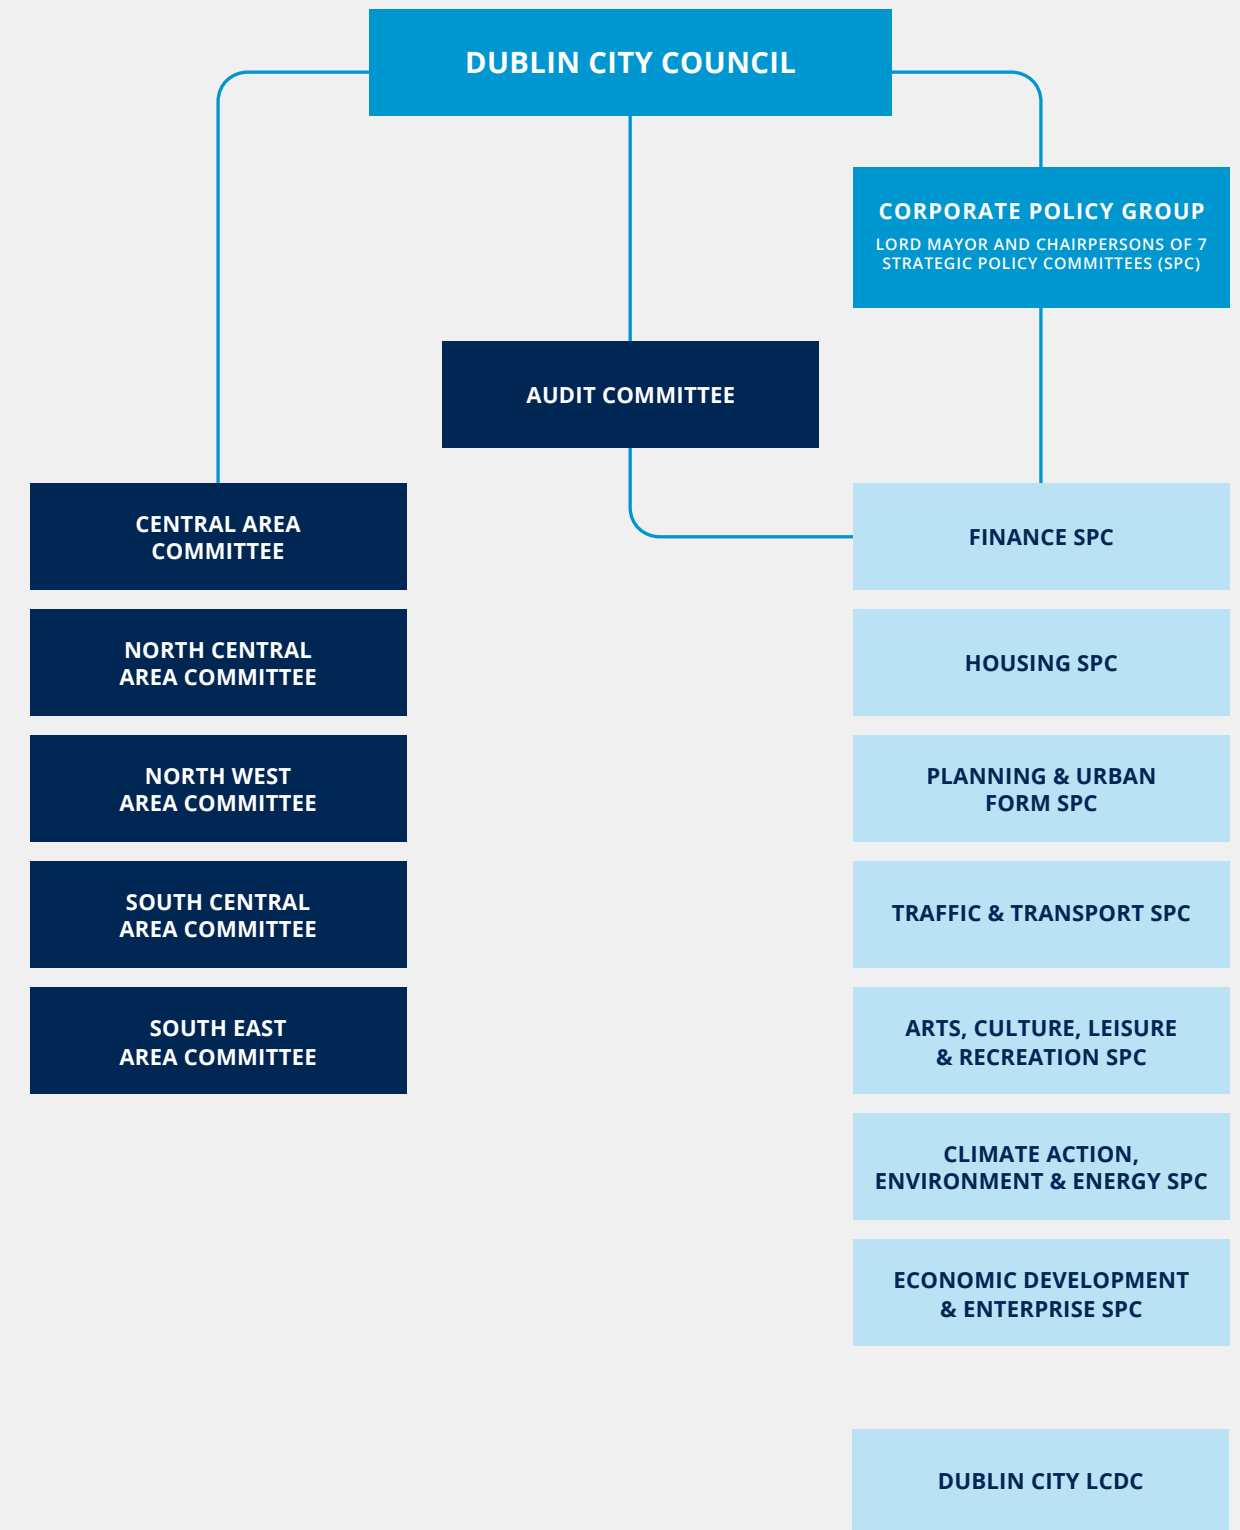 DUBLIN CITY COUNCIL
CORPORATE POLICY GROUP
LORD MAYOR AND CHAIRPERSONS OF 7
STRATEGIC POLICY COMMITTEES (SPC)
AUDIT COMMITTEE
CENTRAL AREA
COMMITTEE
NORTH CENTRAL
AREA COMMITTEE
NORTH WEST
AREA COMMITTEE
SOUTH CENTRAL
AREA COMMITTEE
SOUTH EAST
AREA COMMITTEE
FINANCE SPC
HOUSING SPC
PLANNING & URBAN
FORM SPC
TRAFFIC & TRANSPORT SPC
ARTS, CULTURE, LEISURE
& RECREATION SPC
CLIMATE ACTION,
ENVIRONMENT & ENERGY SPC
ECONOMIC DEVELOPMENT
& ENTERPRISE SPC
DUBLIN CITY LCDC